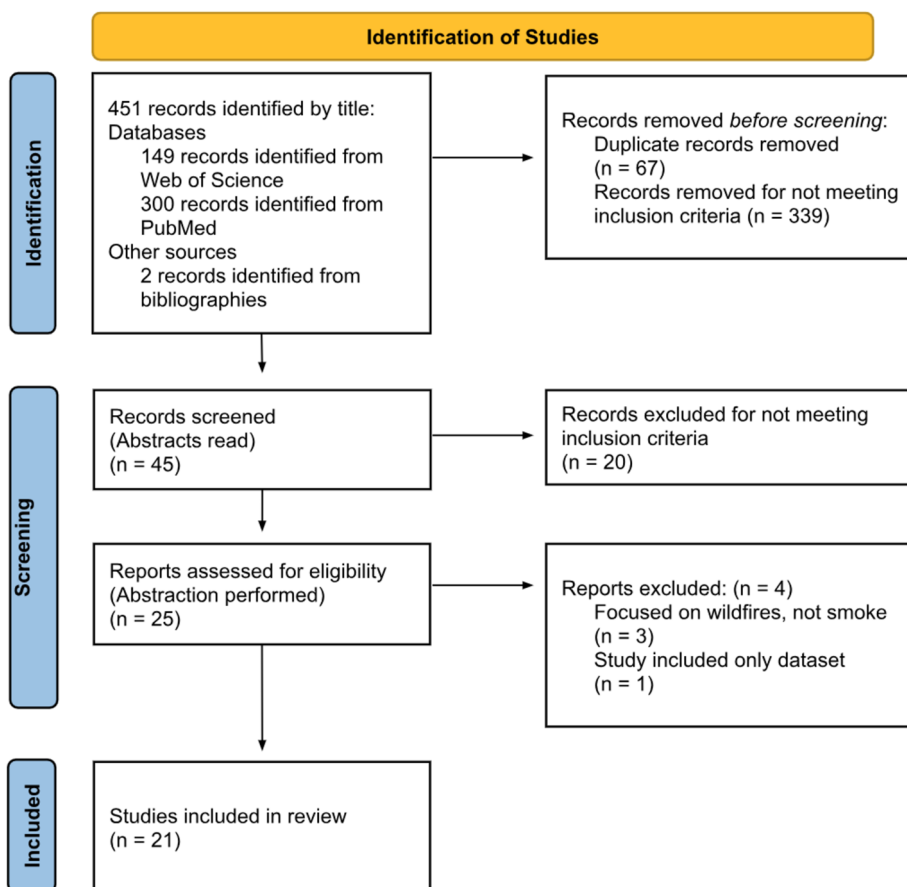 Identification of Studies
Identification
451 records identified by title:
Databases
149 records identified from
Web of Science
300 records identified from
PubMed
Other sources
2 records identified from
bibliographies
Records removed before screening:
Duplicate records removed
(n = 67)
Records removed for not meeting
inclusion criteria (n = 339)
Screening
Records screened
(Abstracts read)
(n = 45)
Records excluded for not meeting
inclusion criteria
(n = 20)
Reports assessed for eligibility
(Abstraction performed)
(n = 25)
Reports excluded: (n = 4)
Focused on wildfires, not smoke
(n = 3)
Study included only dataset
(n = 1)
Included
Studies included in review
(n = 21)